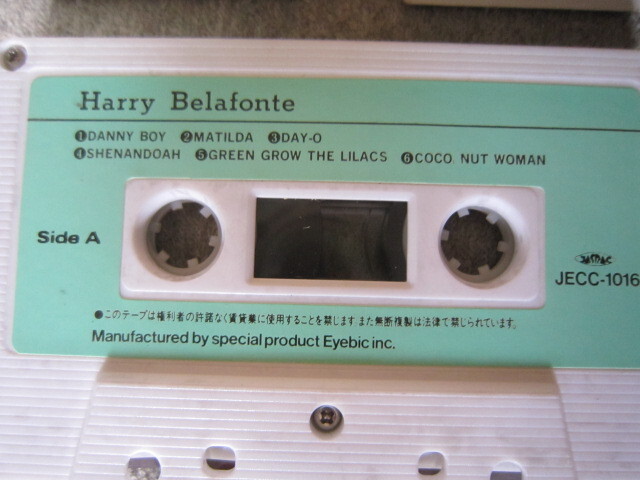 Harry Belafonte
❶DANNY BOY ❷MATILDA ❸DAY-O
❹SHENANDOAH ❺GREEN GROW THE LILACS ❻COCO. NUT WOMAN
Side A
JASRAC
JECC-1016
●このテープは権利者の許諾なく賃貸業に使用することを禁じます また無断複製は法律で禁じられています。
Manufactured by special product Eyebic inc.